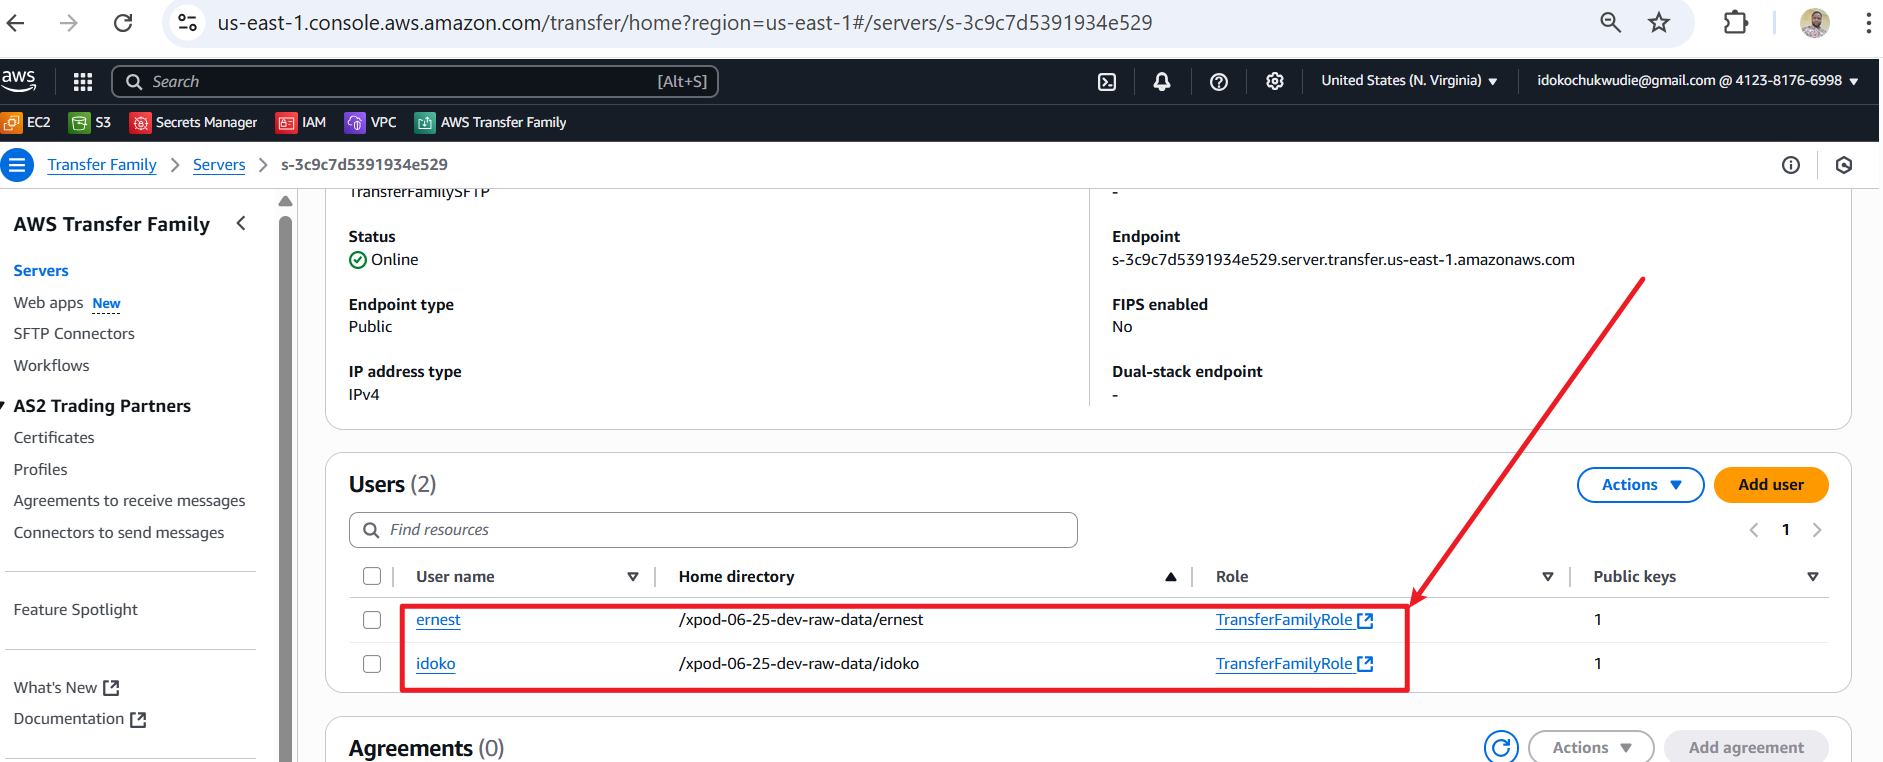 us-east-1.console.aws.amazon.com/transfer/home?region=us-east-1#/servers/s-3c9c7d5391934e529
aws
Search
[Alt+S]
United States (N. Virginia)
idokochukwudie@gmail.com @ 4123-8176-6998
EC2
S3
Secrets Manager
IAM
VPC
AWS Transfer Family
Transfer Family
Servers
s-3c9c7d5391934e529
AWS Transfer Family
Servers
Web apps New
SFTP Connectors
Workflows
AS2 Trading Partners
Certificates
Profiles
Agreements to receive messages
Connectors to send messages
Feature Spotlight
What's New
Documentation
TransferFamilySFTP
-
Status
Online
Endpoint
s-3c9c7d5391934e529.server.transfer.us-east-1.amazonaws.com
Endpoint type
Public
FIPS enabled
No
IP address type
IPv4
Dual-stack endpoint
-
Users (2)
Actions
Add user
Find resources
1
User name
Home directory
Role
Public keys
ernest
/xpod-06-25-dev-raw-data/ernest
TransferFamilyRole
1
idoko
/xpod-06-25-dev-raw-data/idoko
TransferFamilyRole
1
Agreements (0)
Actions
Add agreement